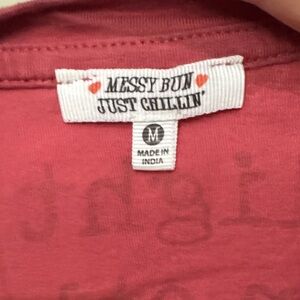 MESSY BUN
JUST CHILLIN'
M
MADE IN
INDIA